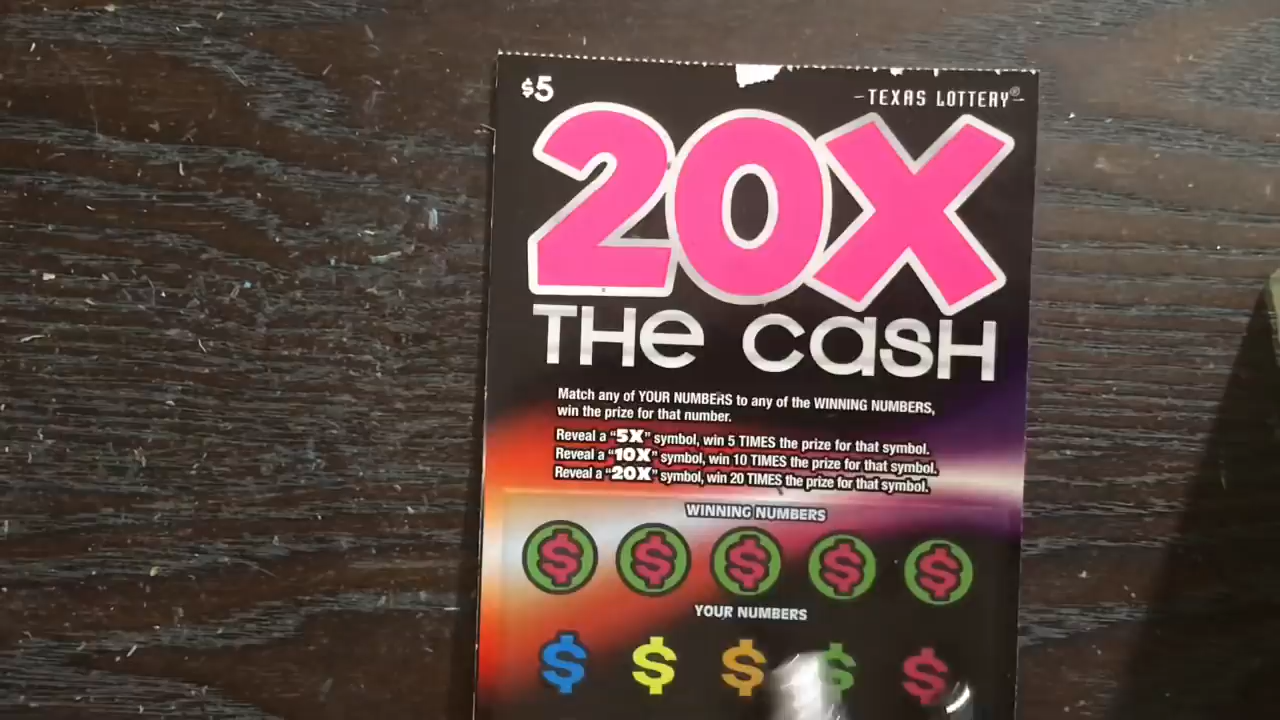 $5
-TEXAS LOTTERY®-
20X
THE CASH
Match any of YOUR NUMBERS to any of the WINNING NUMBERS,
win the prize for that number.
Reveal a "5X" symbol, win 5 TIMES the prize for that symbol.
Reveal a "10X" symbol, win 10 TIMES the prize for that symbol.
Reveal a "20X" symbol, win 20 TIMES the prize for that symbol.
WINNING NUMBERS
$ $ $ $ $
YOUR NUMBERS
$ $ $ $ $